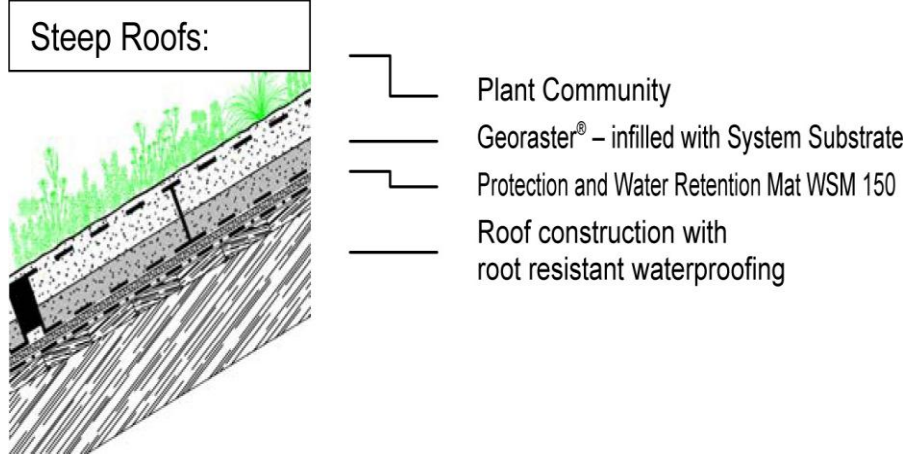 Steep Roofs:
Plant Community
Georaster® – infilled with System Substrate
Protection and Water Retention Mat WSM 150
Roof construction with
root resistant waterproofing